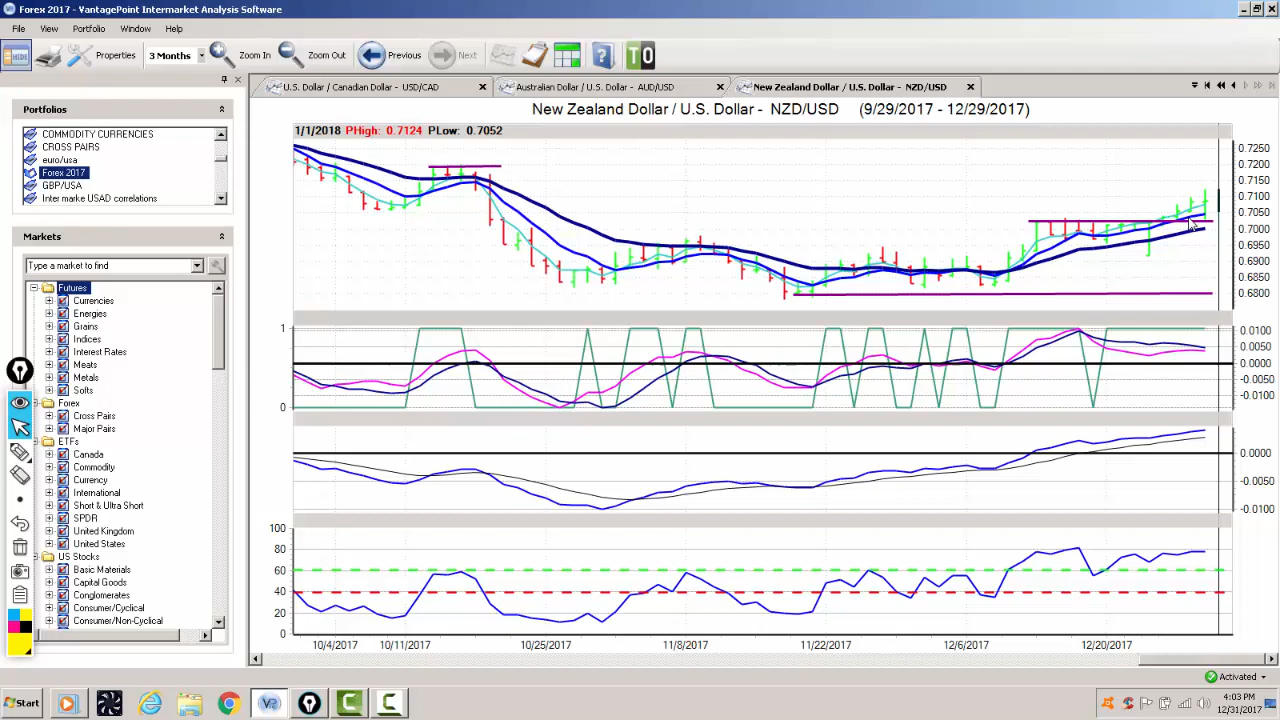 Forex 2017 - VantagePoint Intermarket Analysis Software
File View Portfolio Window Help
HIDE Properties 3 Months Zoom In Zoom Out Previous Next ? TO
U.S. Dollar / Canadian Dollar - USD/CAD Australian Dollar / U.S. Dollar - AUD/USD New Zealand Dollar / U.S. Dollar - NZD/USD
Portfolios
COMMODITY CURRENCIES
CROSS PAIRS
euro/usa
Forex 2017
GBP/USA
Inter marke USAD correlations
Markets
Type a market to find
Futures
Currencies
Energies
Grains
Indices
Interest Rates
Meats
Metals
Softs
Forex
Cross Pairs
Major Pairs
ETFs
Canada
Commodity
Currency
International
Short & Ultra Short
SPDR
United Kingdom
United States
US Stocks
Basic Materials
Capital Goods
Conglomerates
Consumer/Cyclical
Consumer/Non-Cyclical
New Zealand Dollar / U.S. Dollar - NZD/USD (9/29/2017 - 12/29/2017)
1/1/2018 PHigh: 0.7124 PLow: 0.7052
0.7250
0.7200
0.7150
0.7100
0.7050
0.7000
0.6950
0.6900
0.6850
0.6800
1 0.0100
0.0050
0.0000
-0.0050
0 -0.0100
0.0000
-0.0050
-0.0100
100
80
60
40
20
0
10/4/2017 10/11/2017 10/25/2017 11/8/2017 11/22/2017 12/6/2017 12/20/2017
Activated
Start VP C C 4:03 PM
12/31/2017